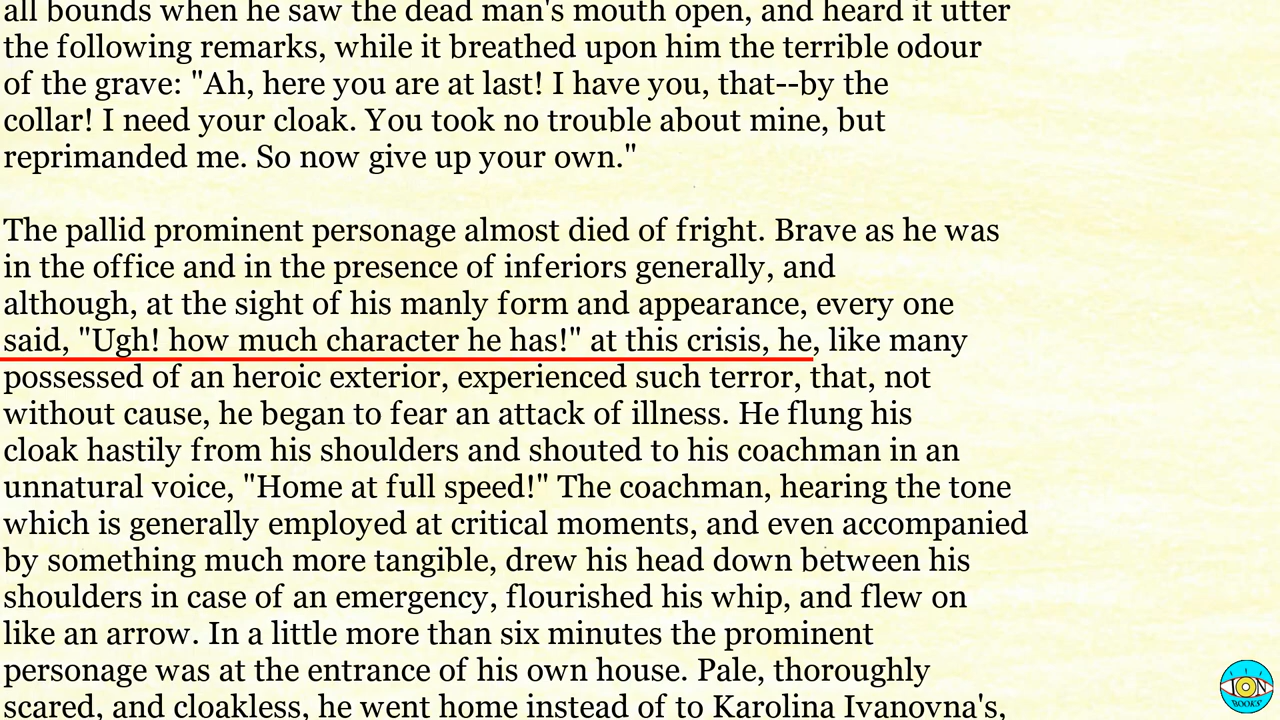 all bounds when he saw the dead man's mouth open, and heard it utter
the following remarks, while it breathed upon him the terrible odour
of the grave: "Ah, here you are at last! I have you, that--by the
collar! I need your cloak. You took no trouble about mine, but
reprimanded me. So now give up your own."
The pallid prominent personage almost died of fright. Brave as he was
in the office and in the presence of inferiors generally, and
although, at the sight of his manly form and appearance, every one
said, "Ugh! how much character he has!" at this crisis, he, like many
possessed of an heroic exterior, experienced such terror, that, not
without cause, he began to fear an attack of illness. He flung his
cloak hastily from his shoulders and shouted to his coachman in an
unnatural voice, "Home at full speed!" The coachman, hearing the tone
which is generally employed at critical moments, and even accompanied
by something much more tangible, drew his head down between his
shoulders in case of an emergency, flourished his whip, and flew on
like an arrow. In a little more than six minutes the prominent
personage was at the entrance of his own house. Pale, thoroughly
scared, and cloakless, he went home instead of to Karolina Ivanovna's,
ION
BOOKS